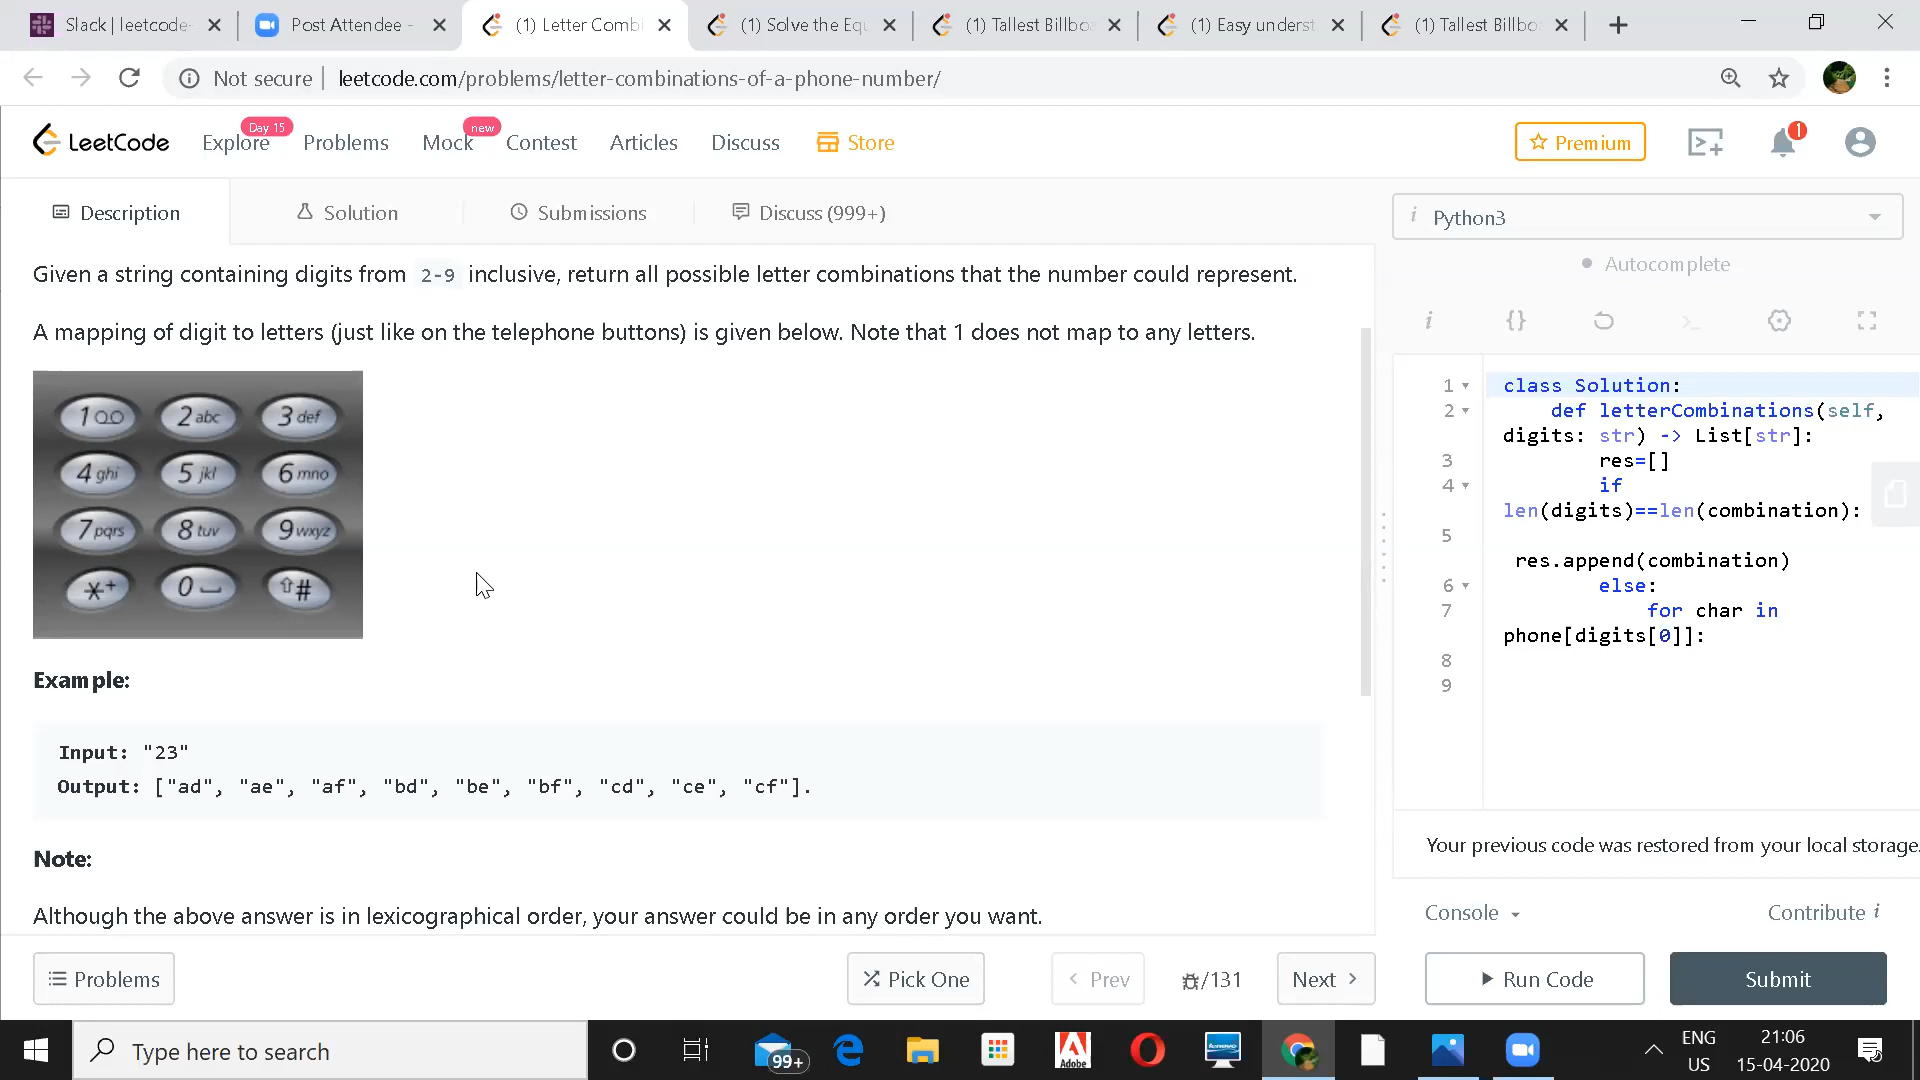 Slack | leetcode-
Post Attendee -
(1) Letter Combi
(1) Solve the Equ
(1) Tallest Billbo
(1) Easy underst
(1) Tallest Billbo
Not secure | leetcode.com/problems/letter-combinations-of-a-phone-number/
LeetCode
Explore
Day 15
Problems
Mock
new
Contest
Articles
Discuss
Store
Premium
1
Description
Solution
Submissions
Discuss (999+)
Given a string containing digits from 2-9 inclusive, return all possible letter combinations that the number could represent.
A mapping of digit to letters (just like on the telephone buttons) is given below. Note that 1 does not map to any letters.
1 2 abc 3 def
4 ghi 5 jkl 6 mno
7 pqrs 8 tuv 9 wxyz
*+ 0 #
Example:
Input: "23"
Output: ["ad", "ae", "af", "bd", "be", "bf", "cd", "ce", "cf"].
Note:
Although the above answer is in lexicographical order, your answer could be in any order you want.
Problems
Pick One
Prev
/131
Next
i Python3
Autocomplete
i {}
1 class Solution:
2 def letterCombinations(self,
digits: str) -> List[str]:
3 res=[]
4 if
len(digits)==len(combination):
5
res.append(combination)
6 else:
7 for char in
phone[digits[0]]:
8
9
Your previous code was restored from your local storage.
Console
Contribute i
Run Code
Submit
Type here to search
99+
Adobe
lenovo
ENG
US
21:06
15-04-2020